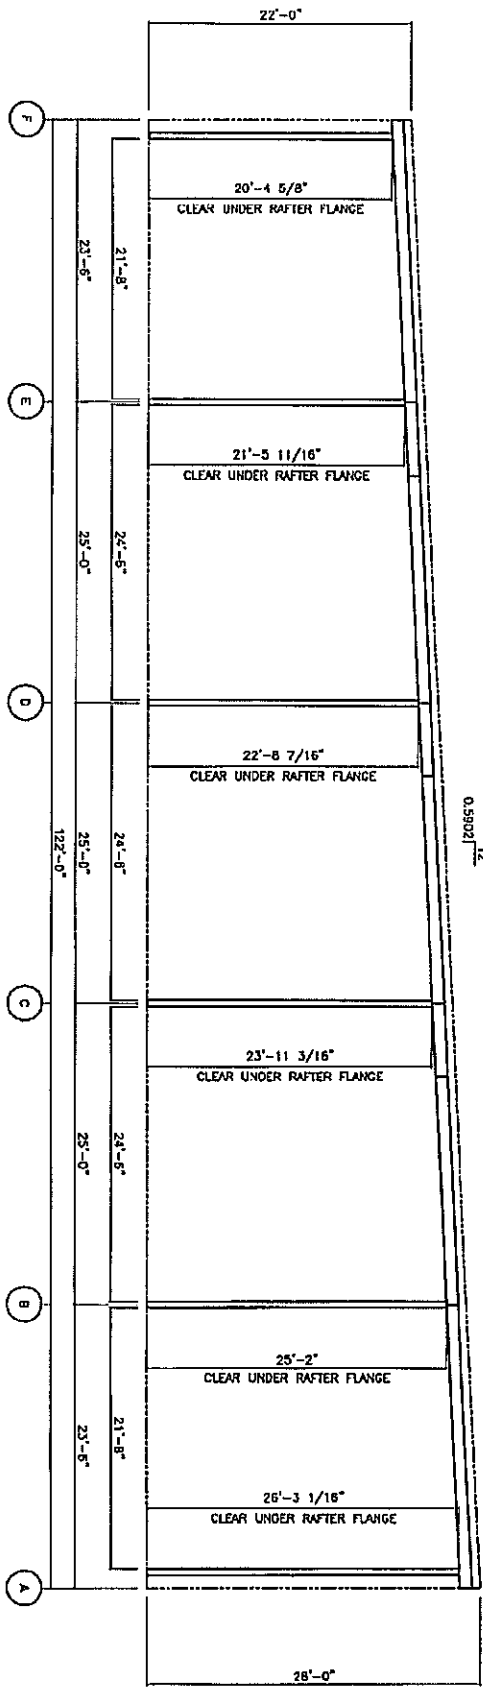 22'-0"
F
20'-4 5/8"
CLEAR UNDER RAFTER FLANGE
23'-6"
21'-8"
E
21'-5 11/16"
CLEAR UNDER RAFTER FLANGE
25'-0"
24'-6"
D
22'-8 7/16"
CLEAR UNDER RAFTER FLANGE
12
0.5902
122'-0"
25'-0"
24'-6"
C
23'-11 3/16"
CLEAR UNDER RAFTER FLANGE
25'-0"
24'-6"
B
25'-2"
CLEAR UNDER RAFTER FLANGE
23'-6"
21'-8"
26'-3 1/16"
CLEAR UNDER RAFTER FLANGE
A
28'-0"